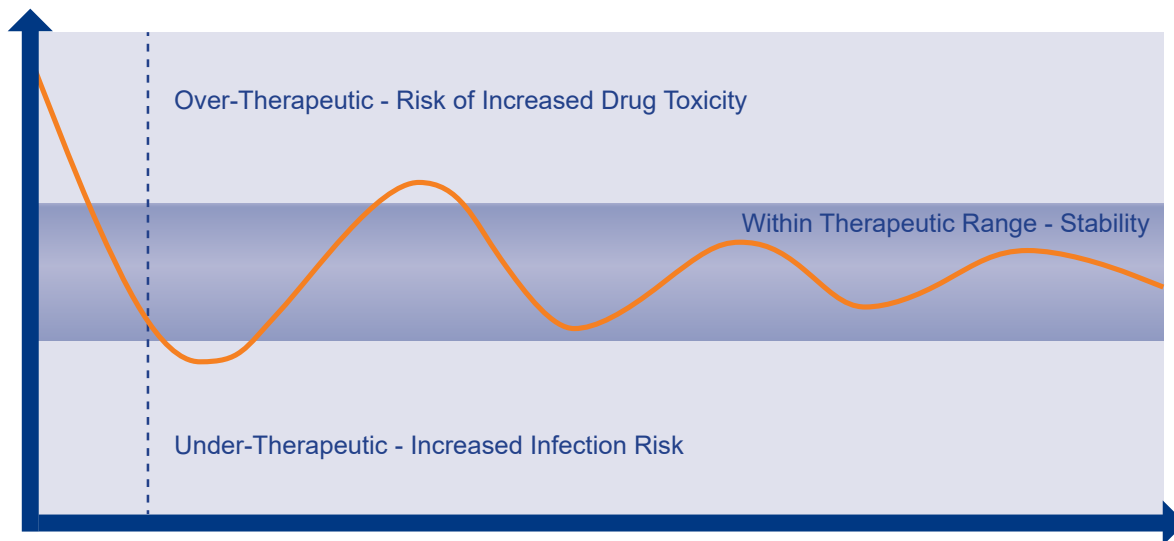 Over-Therapeutic - Risk of Increased Drug Toxicity
Within Therapeutic Range - Stability
Under-Therapeutic - Increased Infection Risk